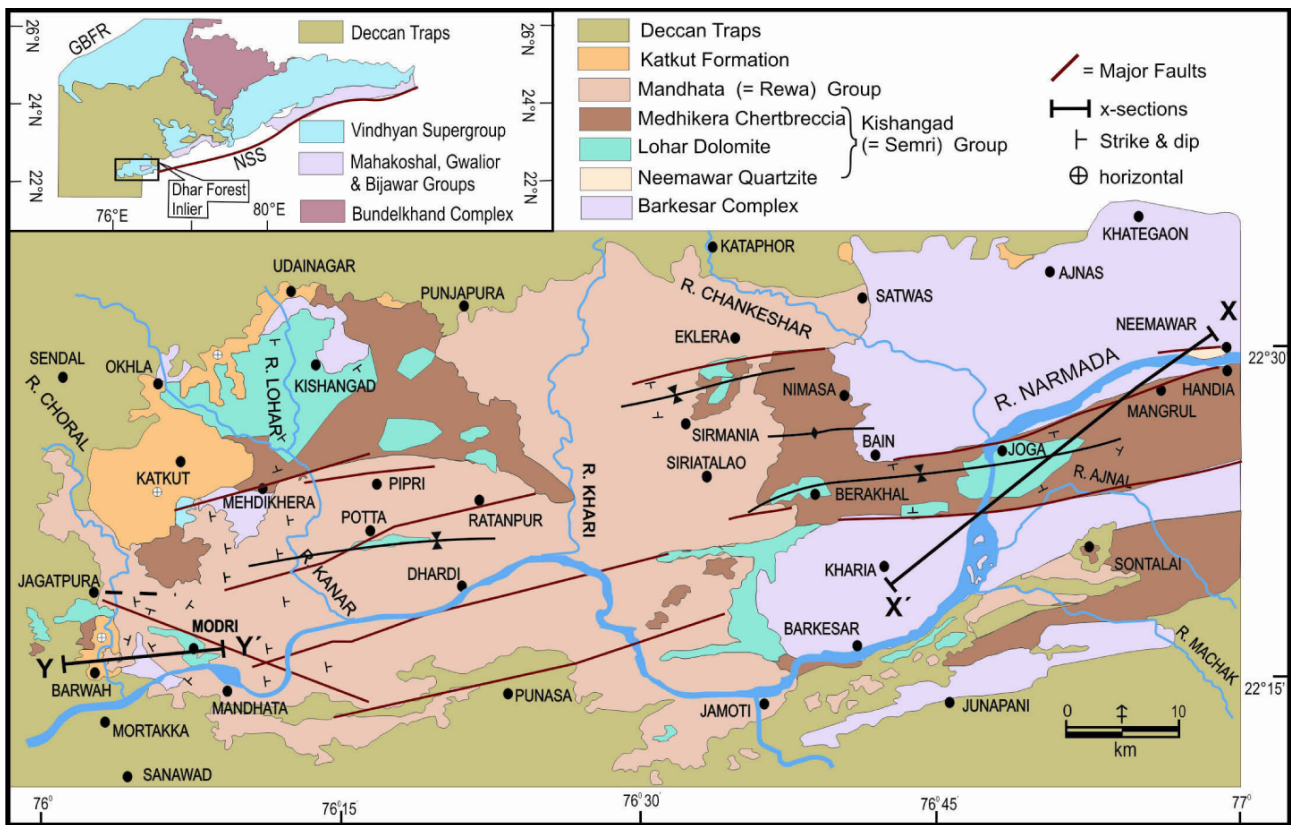 26°N
24°N
22°N
GBFR
Deccan Traps
Vindhyan Supergroup
Mahakoshal, Gwalior
& Bijawar Groups
Bundelkhand Complex
NSS
Dhar Forest
Inlier
76°E
80°E
26°N
24°N
22°N
Deccan Traps
Katkut Formation
Mandhata (= Rewa) Group
Medhikera Chertbreccia
Lohar Dolomite
Neemawar Quartzite
Kishangad
(= Semri) Group
Barkesar Complex
= Major Faults
x-sections
Strike & dip
horizontal
KHATEGAON
KATAPHOR
AJNAS
UDAINAGAR
PUNJAPURA
SATWAS
R. CHANKESHAR
X
NEEMAWAR
EKLERA
22°30
SENDAL
OKHLA
R. LOHAR
KISHANGAD
R. NARMADA
HANDIA
MANGRUL
NIMASA
R. CHORAL
SIRMANIA
BAIN
JOGA
KATKUT
SIRIATALAO
R. AJNAL
MEHDIKHERA
PIPRI
R. KHARI
BERAKHAL
RATANPUR
POTTA
R. KANAR
DHARDI
KHARIA
X´
SONTALAI
JAGATPURA
MODRI
Y
Y´
BARKESAR
R. MACHAK
BARWAH
MANDHATA
PUNASA
JAMOTI
JUNAPANI
22°15
MORTAKKA
SANAWAD
0
10
km
76°
76°15
76°30
76°45
77°